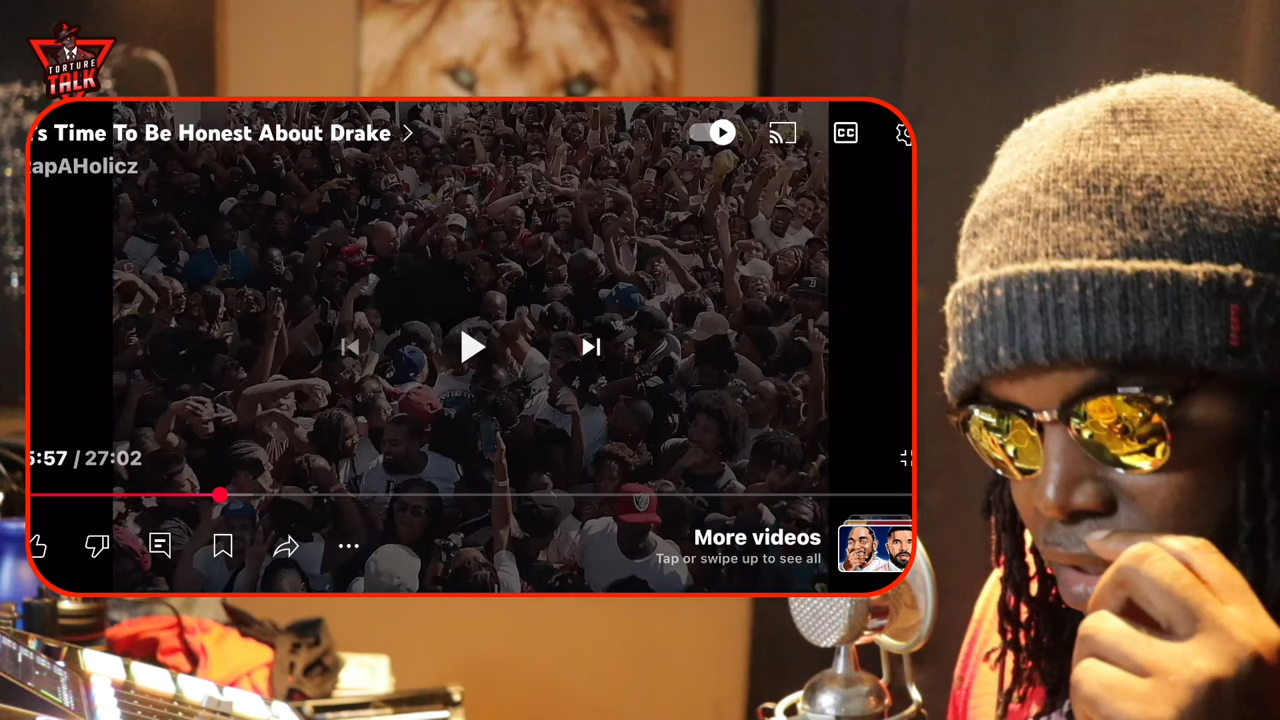 TORTURE
TALK
's Time To Be Honest About Drake
apAHolicz
CC
5:57 / 27:02
More videos
Tap or swipe up to see all